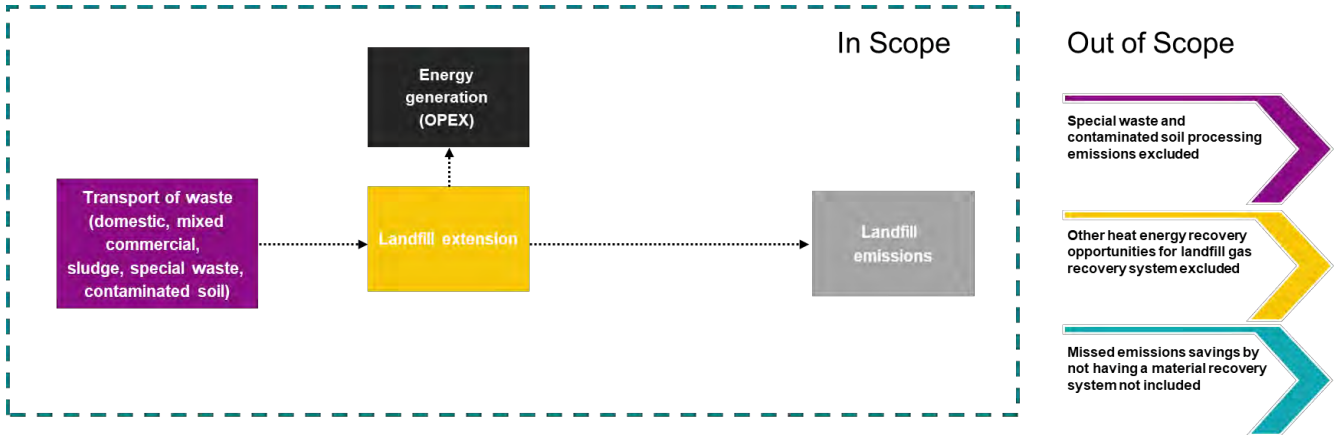 In Scope
Out of Scope
Energy
generation
(OPEX)
Transport of waste
(domestic, mixed
commercial,
sludge, special waste,
contaminated soil)
Landfill extension
Landfill
emissions
Special waste and
contaminated soil processing
emissions excluded
Other heat energy recovery
opportunities for landfill gas
recovery system excluded
Missed emissions savings by
not having a material recovery
system not included